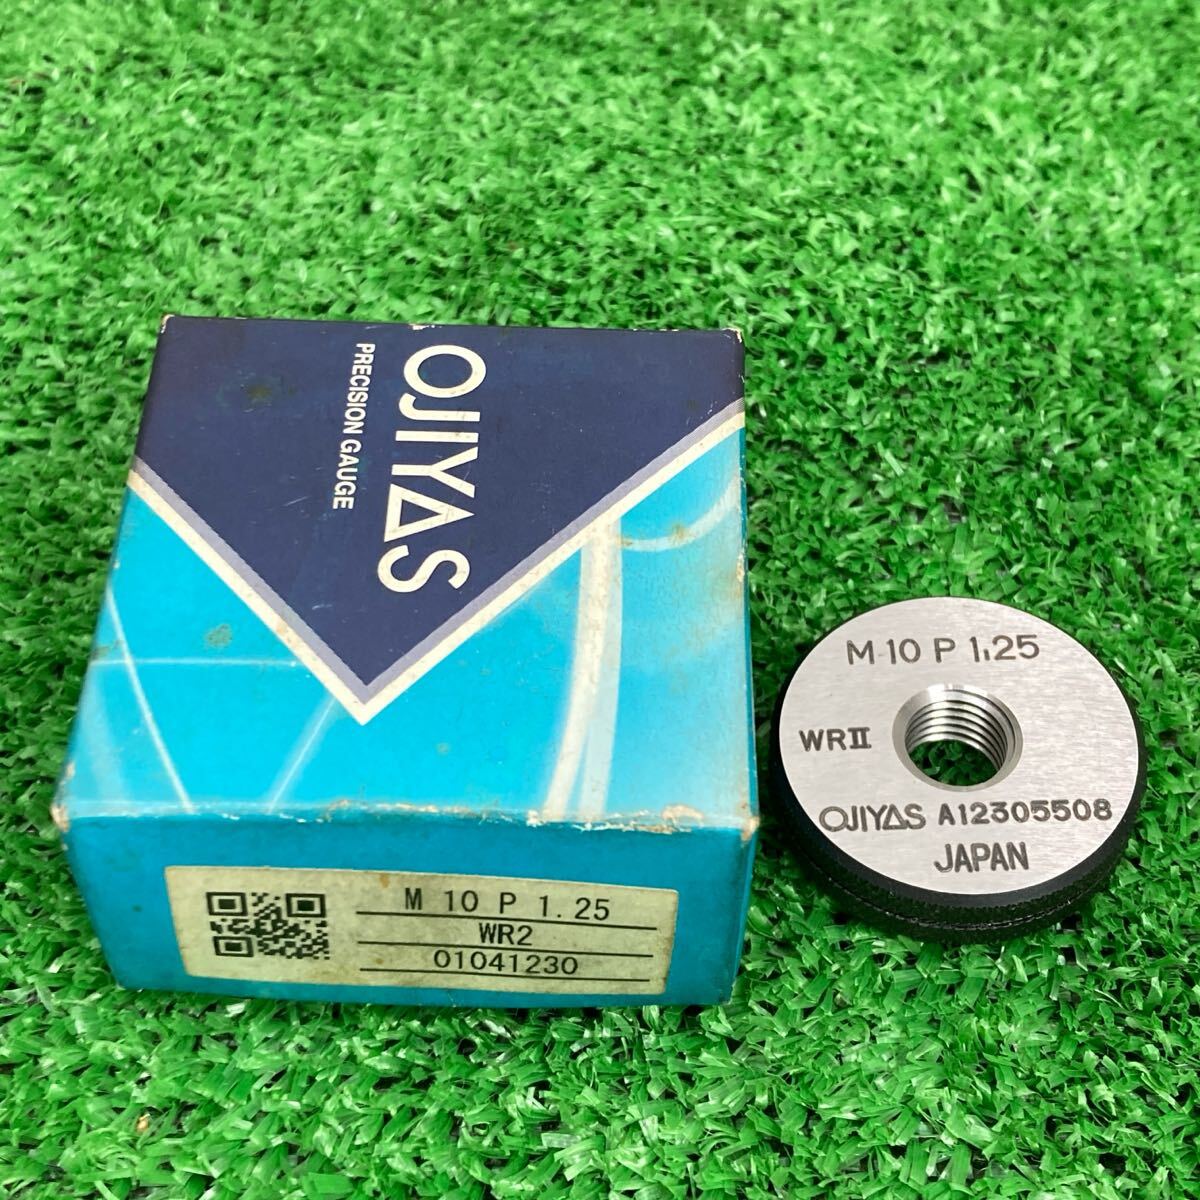 OJIYAS
PRECISION GAUGE
M 10 P 1.25
WR2
01041230
M 10 P 1.25
WRⅡ
OJIYAS A12305508
JAPAN